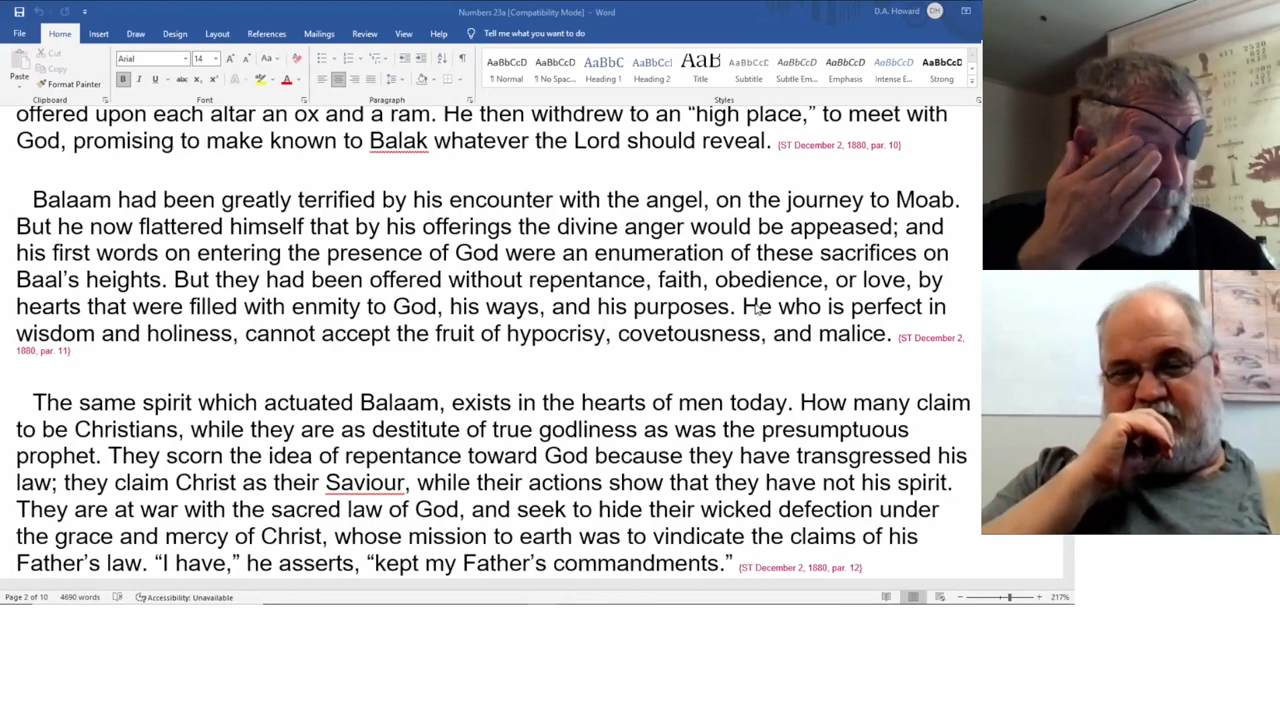 Numbers 23a [Compatibility Mode] - Word
D.A. Howard DH
File Home Insert Draw Design Layout References Mailings Review View Help Tell me what you want to do
Paste Cut Copy Format Painter
Arial 14
B I U
AaBbCcD AaBbCcD AaBbC AaBbCc AaB AaBbCcD AaBbCcD AaBbCcD AaBbCcD AaBbCcD
¶ Normal ¶ No Spac... Heading 1 Heading 2 Title Subtitle Subtle Em... Emphasis Intense E... Strong
Clipboard Font Paragraph Styles
offered upon each altar an ox and a ram. He then withdrew to an “high place,” to meet with
God, promising to make known to Balak whatever the Lord should reveal. {ST December 2, 1880, par. 10}
Balaam had been greatly terrified by his encounter with the angel, on the journey to Moab.
But he now flattered himself that by his offerings the divine anger would be appeased; and
his first words on entering the presence of God were an enumeration of these sacrifices on
Baal’s heights. But they had been offered without repentance, faith, obedience, or love, by
hearts that were filled with enmity to God, his ways, and his purposes. He who is perfect in
wisdom and holiness, cannot accept the fruit of hypocrisy, covetousness, and malice. {ST December 2,
1880, par. 11}
The same spirit which actuated Balaam, exists in the hearts of men today. How many claim
to be Christians, while they are as destitute of true godliness as was the presumptuous
prophet. They scorn the idea of repentance toward God because they have transgressed his
law; they claim Christ as their Saviour, while their actions show that they have not his spirit.
They are at war with the sacred law of God, and seek to hide their wicked defection under
the grace and mercy of Christ, whose mission to earth was to vindicate the claims of his
Father’s law. “I have,” he asserts, “kept my Father’s commandments.” {ST December 2, 1880, par. 12}
Page 2 of 10 4690 words Accessibility: Unavailable 217%